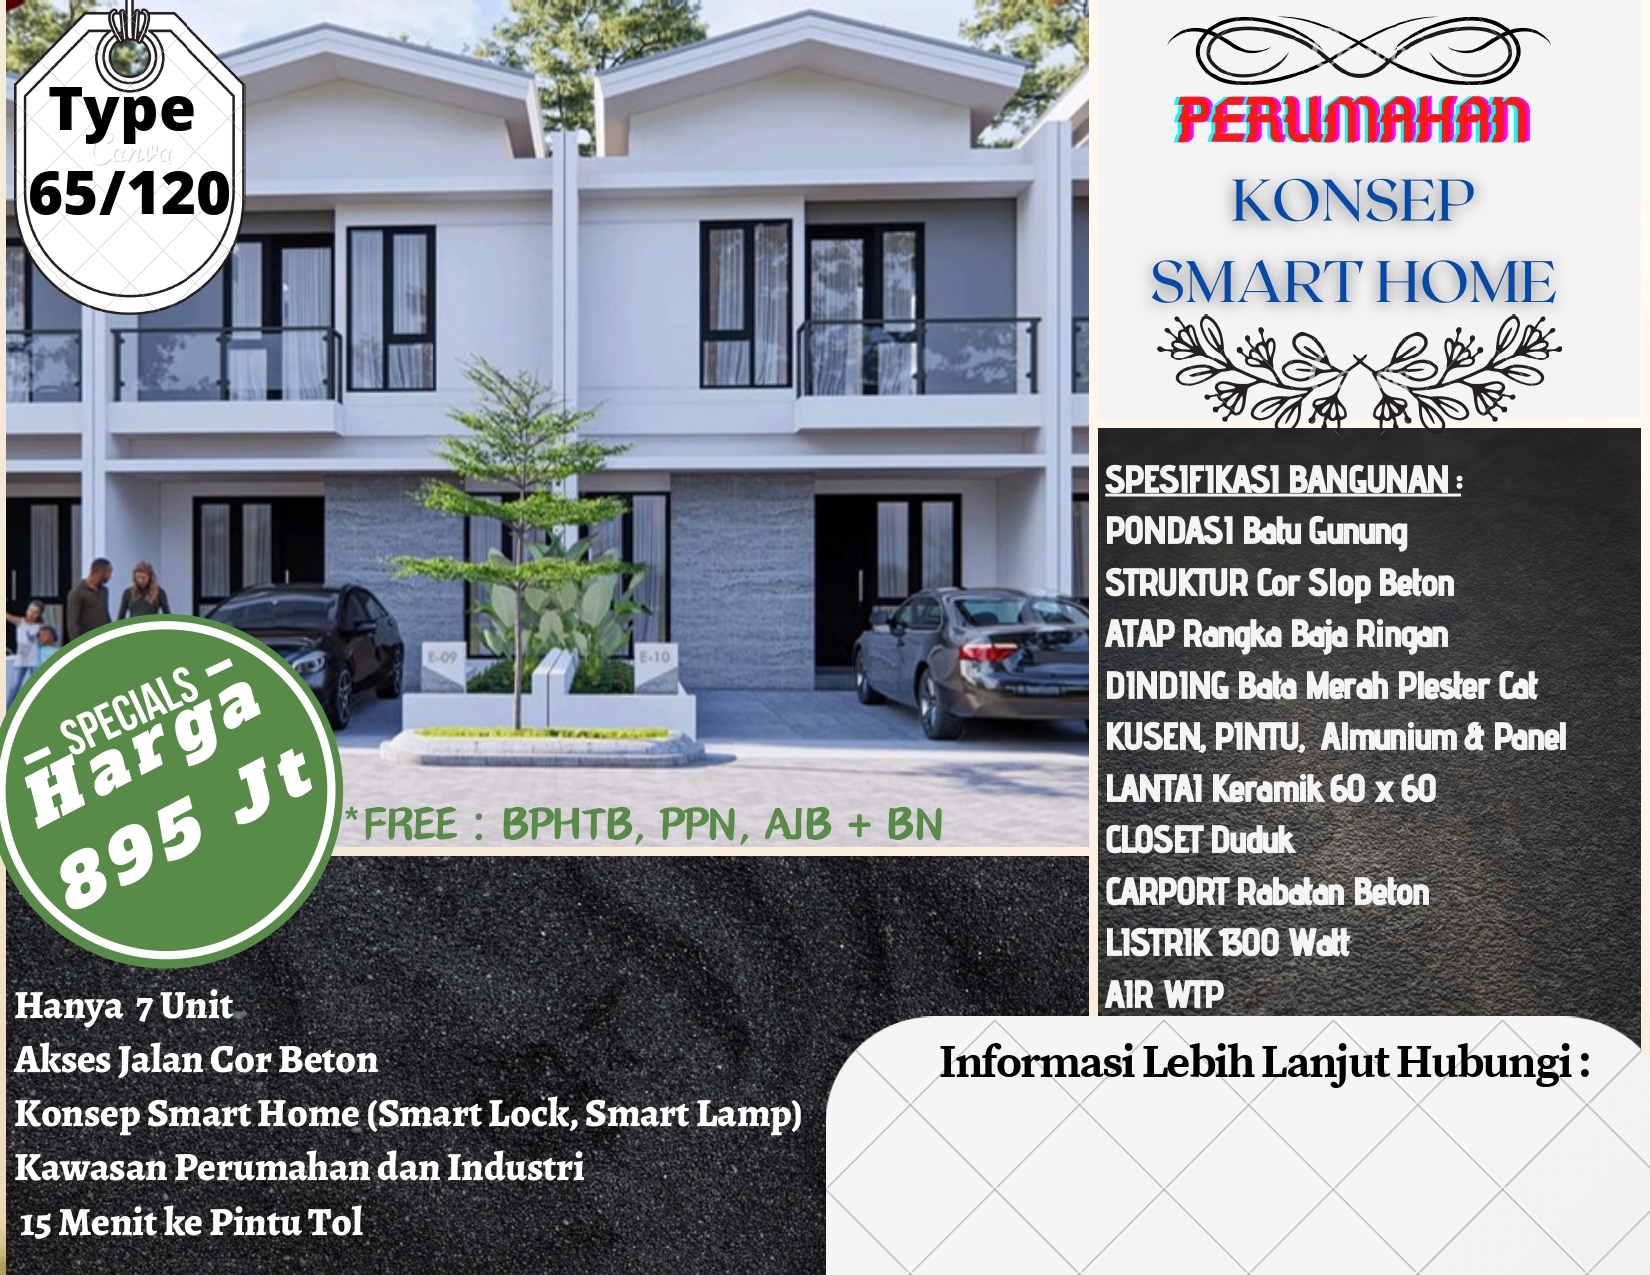 Type
Canva
65/120
PERUMAHAN
KONSEP
SMART HOME
E-09
E-10
SPECIALS
Harga
895 Jt
*FREE : BPHTB, PPN, AJB + BN
SPESIFIKASI BANGUNAN :
PONDASI Batu Gunung
STRUKTUR Cor Slop Beton
ATAP Rangka Baja Ringan
DINDING Bata Merah Plester Cat
KUSEN, PINTU, Almunium & Panel
LANTAI Keramik 60 x 60
CLOSET Duduk
CARPORT Rabatan Beton
LISTRIK 1300 Watt
AIR WTP
Hanya 7 Unit
Akses Jalan Cor Beton
Konsep Smart Home (Smart Lock, Smart Lamp)
Kawasan Perumahan dan Industri
15 Menit ke Pintu Tol
Informasi Lebih Lanjut Hubungi :